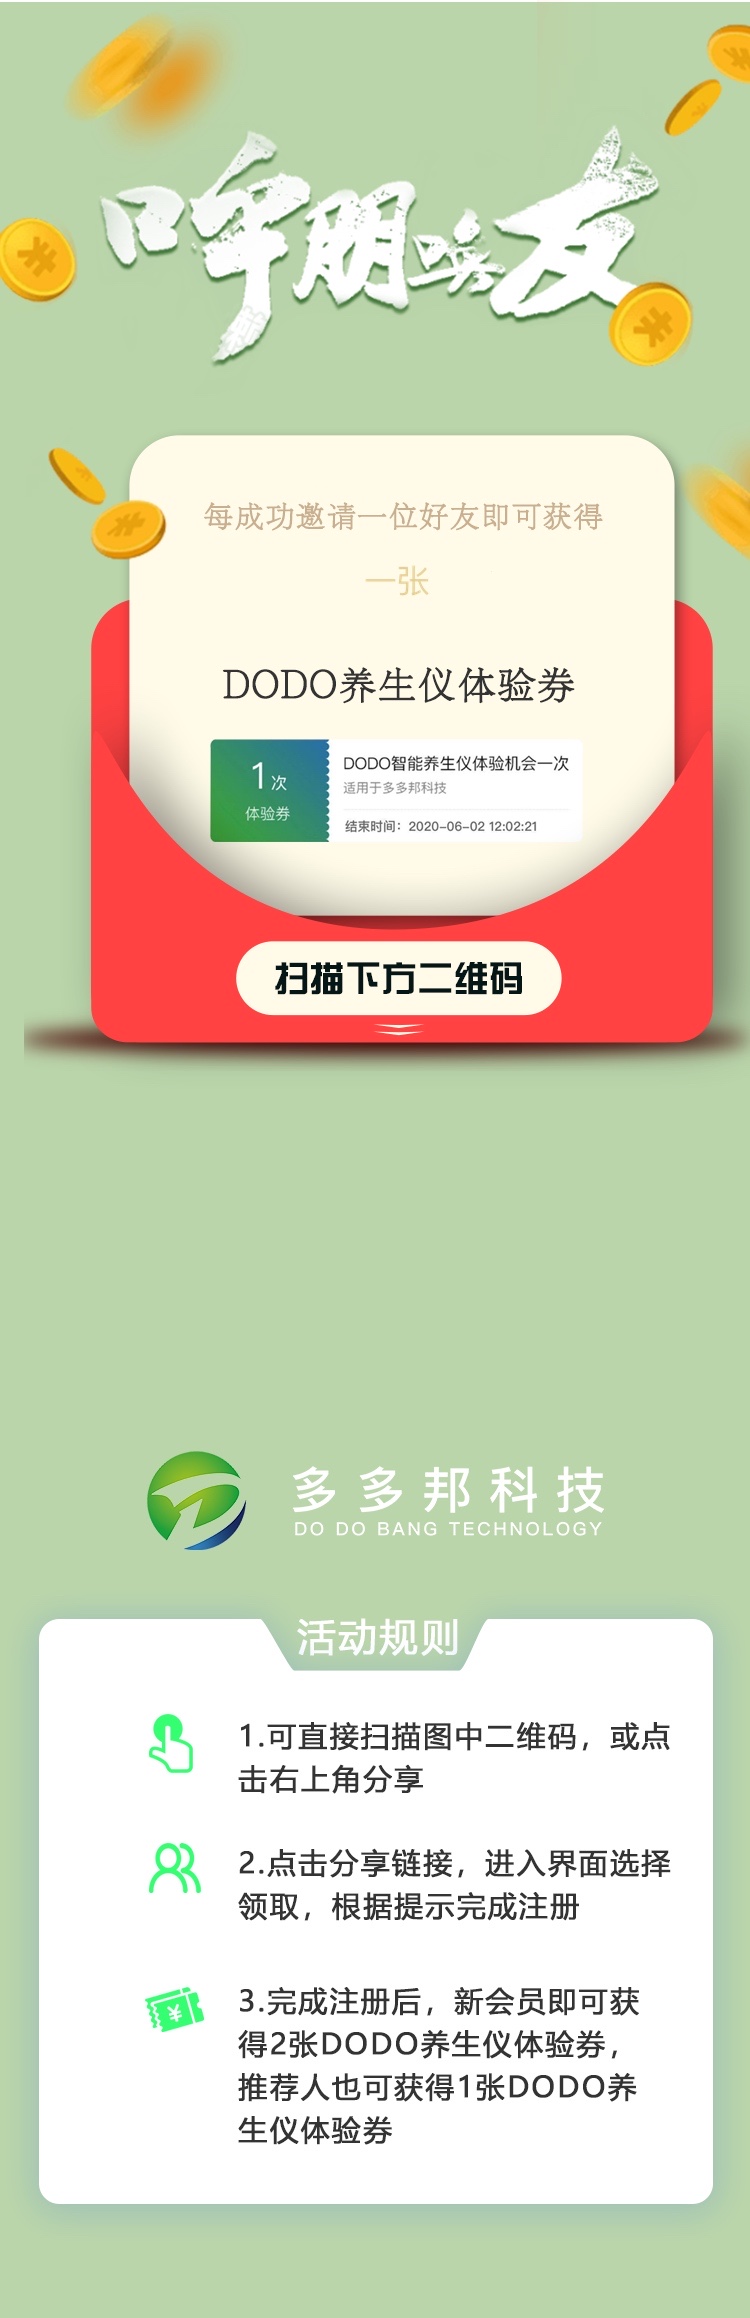 呼朋唤友
每成功邀请一位好友即可获得
一张
DODO养生仪体验券
1次
体验券
DODO智能养生仪体验机会一次
适用于多多邦科技
结束时间：2020-06-02 12:02:21
扫描下方二维码
多多邦科技
DO DO BANG TECHNOLOGY
活动规则
1.可直接扫描图中二维码，或点
击右上角分享
2.点击分享链接，进入界面选择
领取，根据提示完成注册
3.完成注册后，新会员即可获
得2张DODO养生仪体验券，
推荐人也可获得1张DODO养
生仪体验券